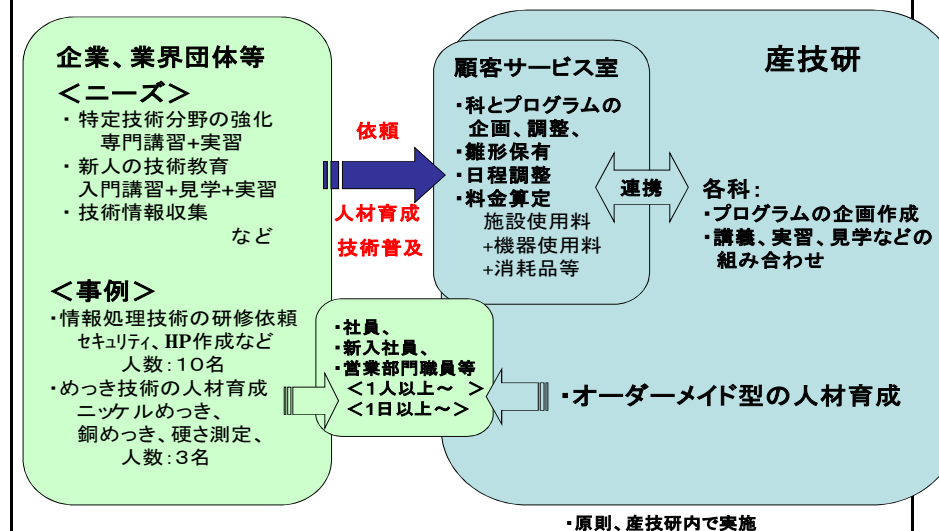 企業、業界団体等
＜ニーズ＞
・特定技術分野の強化
専門講習+実習
・新人の技術教育
入門講習+見学+実習
・技術情報収集
など
＜事例＞
・情報処理技術の研修依頼
セキュリティ、HP作成など
人数：１０名
・めっき技術の人材育成
ニッケルめっき、
銅めっき、硬さ測定、
人数：３名
依頼
人材育成
技術普及
・社員、
・新入社員、
・営業部門職員等
＜１人以上～　＞
＜１日以上～＞
顧客サービス室
・科とプログラムの
企画、調整、
・雛形保有
・日程調整
・料金算定
施設使用料
+機器使用料
+消耗品等
連携
産技研
各科：
・プログラムの企画作成
・講義、実習、見学などの
組み合わせ
・オーダーメイド型の人材育成
・原則、産技研内で実施